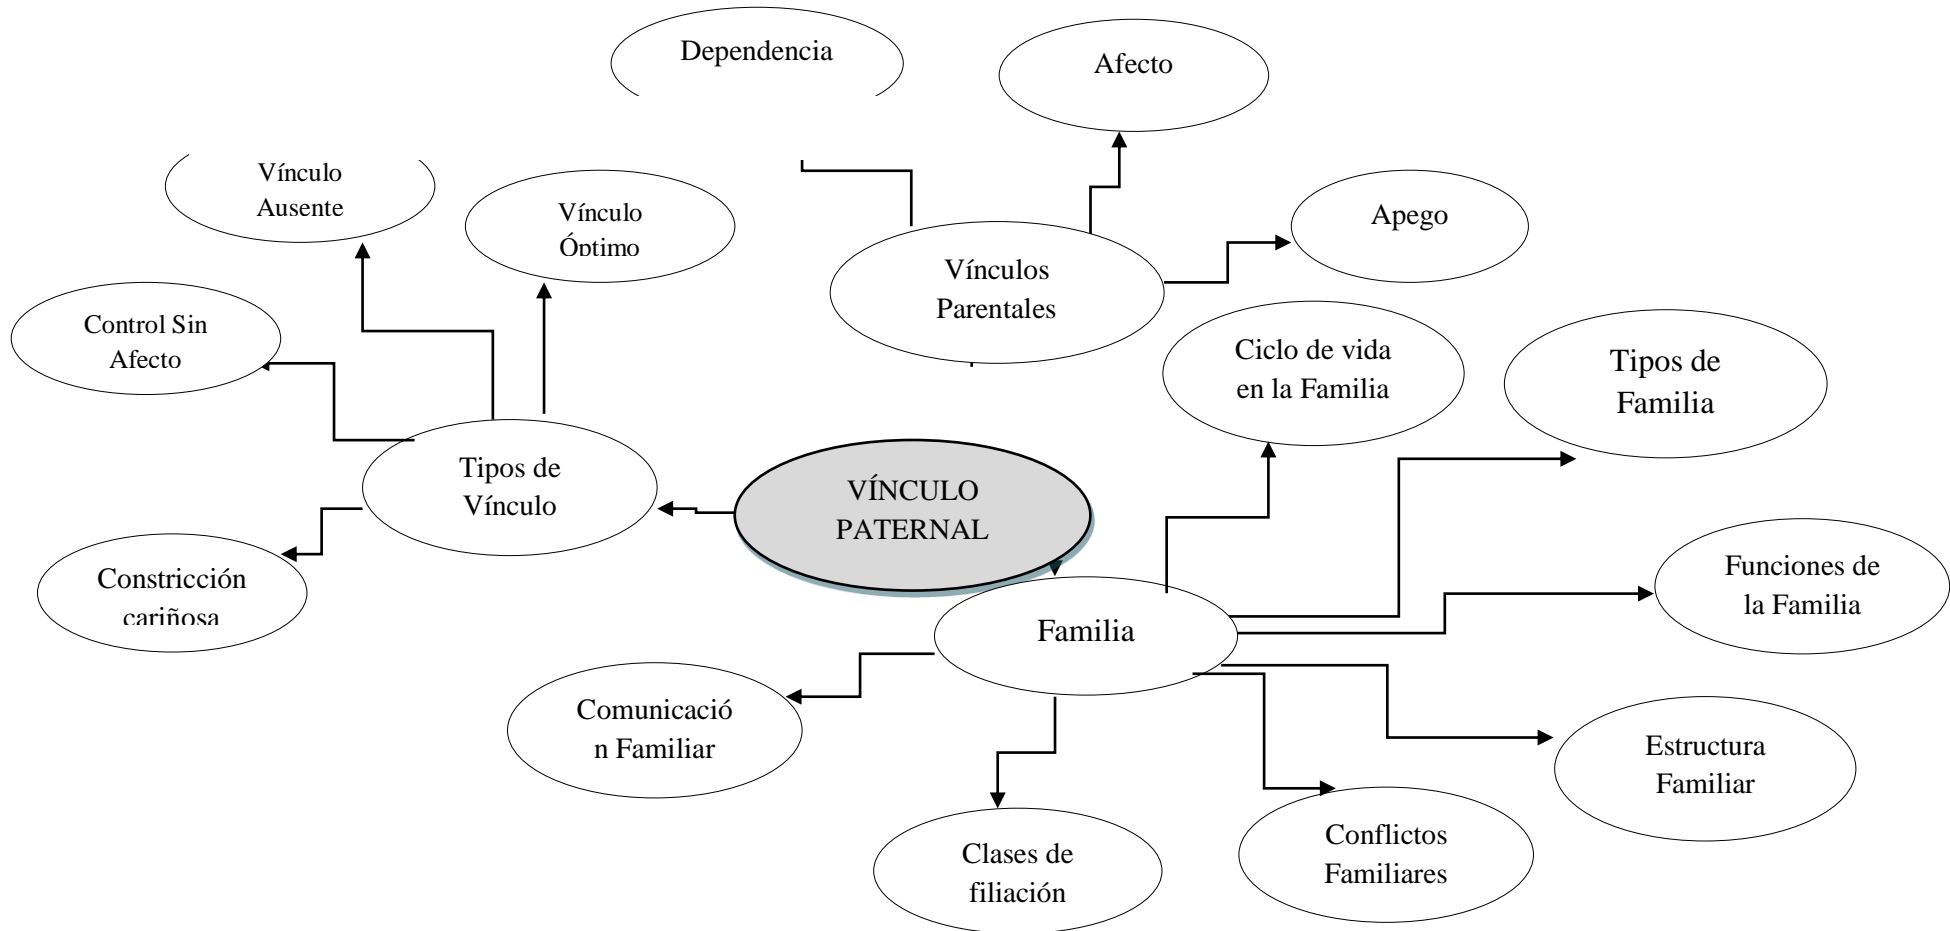 Dependencia
Afecto
Vínculo
Ausente
Vínculo
Óptimo
Apego
Vínculos
Parentales
Control Sin
Afecto
Ciclo de vida
en la Familia
Tipos de
Familia
Tipos de
Vínculo
VÍNCULO
PATERNAL
Constricción
cariñosa
Funciones de
la Familia
Familia
Comunicació
n Familiar
Estructura
Familiar
Clases de
filiación
Conflictos
Familiares